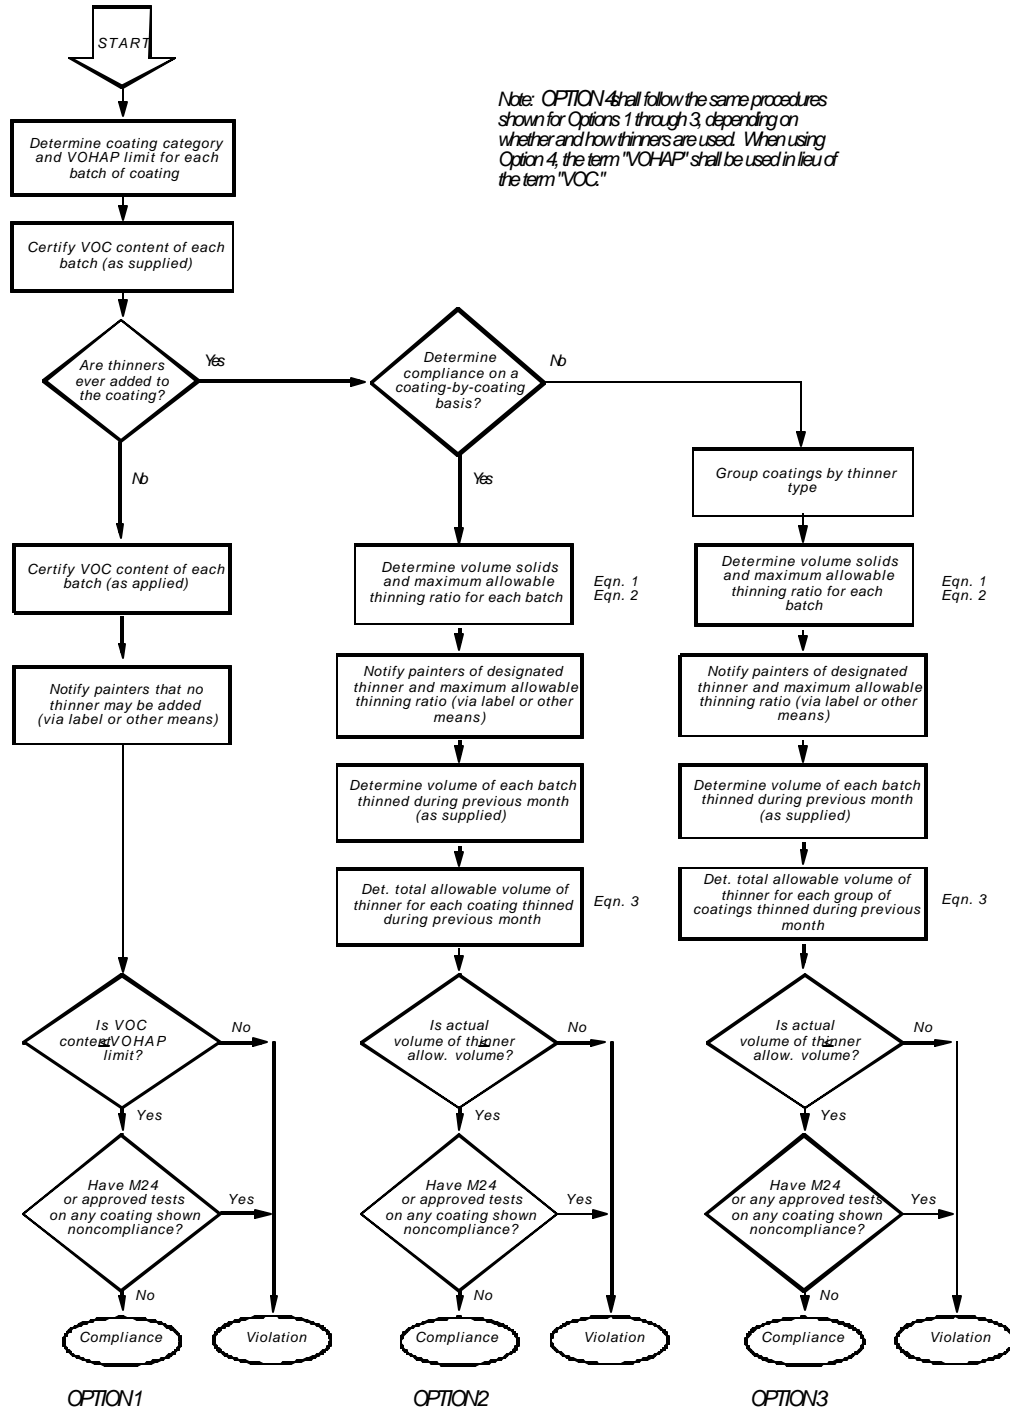 START
Note: OPTION 4 shall follow the same procedures
shown for Options 1 through 3, depending on
whether and how thinners are used. When using
Option 4, the term "VOHAP" shall be used in lieu of
the term "VOC."
Determine coating category
and VOHAP limit for each
batch of coating
Certify VOC content of each
batch (as supplied)
Are thinners
ever added to
the coating?
Yes
No
Determine
compliance on a
coating-by-coating
basis?
No
Yes
Certify VOC content of each
batch (as applied)
Notify painters that no
thinner may be added
(via label or other means)
Is VOC
content ≤ VOHAP
limit?
No
Yes
Have M24
or approved tests
on any coating shown
noncompliance?
Yes
No
Compliance
Violation
OPTION 1
Determine volume solids
and maximum allowable
thinning ratio for each batch
Eqn. 1
Eqn. 2
Notify painters of designated
thinner and maximum allowable
thinning ratio (via label or other
means)
Determine volume of each batch
thinned during previous month
(as supplied)
Det. total allowable volume of
thinner for each coating thinned
during previous month
Eqn. 3
Is actual
volume of thinner ≤
allow. volume?
No
Yes
Have M24
or approved tests
on any coating shown
noncompliance?
Yes
No
Compliance
Violation
OPTION 2
Group coatings by thinner
type
Determine volume solids
and maximum allowable
thinning ratio for each
batch
Eqn. 1
Eqn. 2
Notify painters of designated
thinner and maximum allowable
thinning ratio (via label or other
means)
Determine volume of each batch
thinned during previous month
(as supplied)
Det. total allowable volume of
thinner for each group of
coatings thinned during previous
month
Eqn. 3
Is actual
volume of thinner ≤
allow. volume?
No
Yes
Have M24
or any approved tests
on any coating shown
noncompliance?
Yes
No
Compliance
Violation
OPTION 3